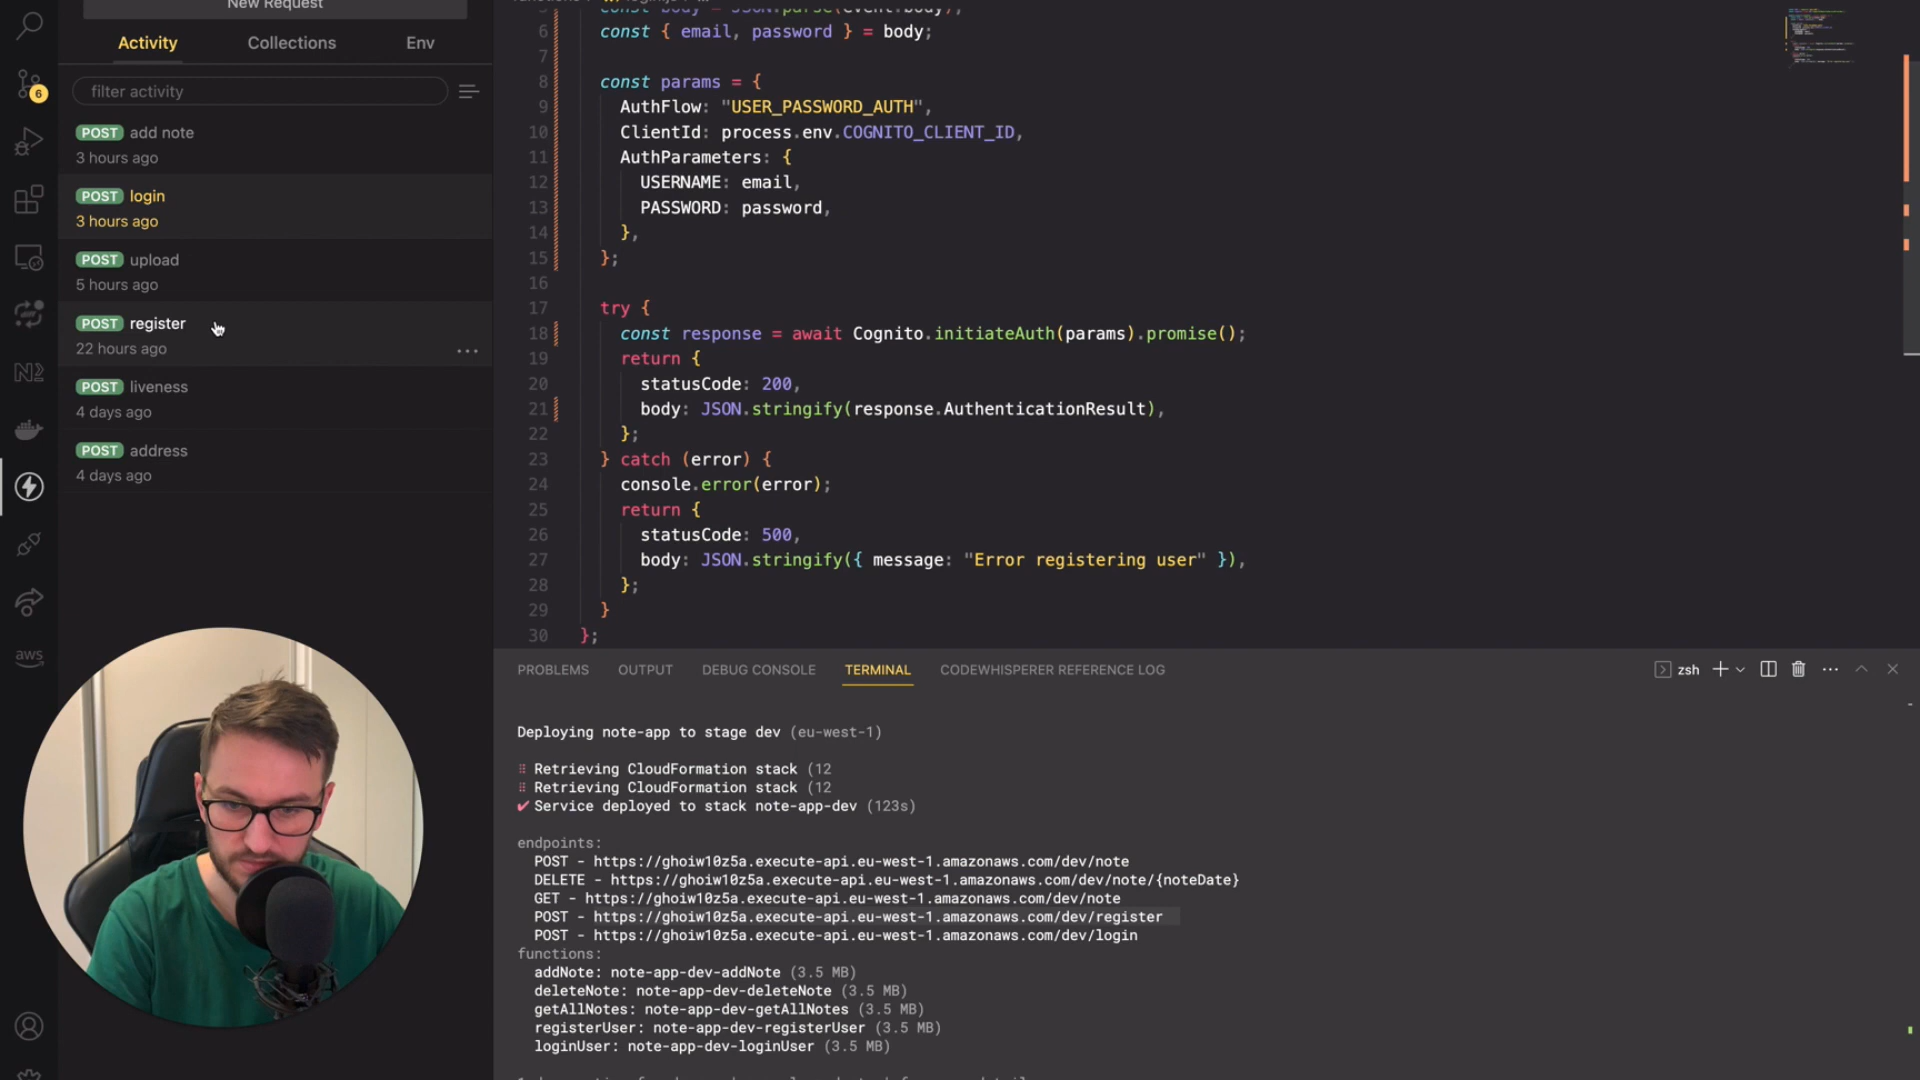 New Request
Activity
Collections
Env
filter activity
POST add note
3 hours ago
POST login
3 hours ago
POST upload
5 hours ago
POST register
22 hours ago
POST liveness
4 days ago
POST address
4 days ago
6
aws
const body = JSON.parse(event.body);
6 const { email, password } = body;
7
8 const params = {
9 AuthFlow: "USER_PASSWORD_AUTH",
10 ClientId: process.env.COGNITO_CLIENT_ID,
11 AuthParameters: {
12 USERNAME: email,
13 PASSWORD: password,
14 },
15 };
16
17 try {
18 const response = await Cognito.initiateAuth(params).promise();
19 return {
20 statusCode: 200,
21 body: JSON.stringify(response.AuthenticationResult),
22 };
23 } catch (error) {
24 console.error(error);
25 return {
26 statusCode: 500,
27 body: JSON.stringify({ message: "Error registering user" }),
28 };
29 }
30 };
PROBLEMS OUTPUT DEBUG CONSOLE TERMINAL CODEWHISPERER REFERENCE LOG
zsh
Deploying note-app to stage dev (eu-west-1)
Retrieving CloudFormation stack (12
Retrieving CloudFormation stack (12
✔ Service deployed to stack note-app-dev (123s)
endpoints:
POST - https://ghoiw10z5a.execute-api.eu-west-1.amazonaws.com/dev/note
DELETE - https://ghoiw10z5a.execute-api.eu-west-1.amazonaws.com/dev/note/{noteDate}
GET - https://ghoiw10z5a.execute-api.eu-west-1.amazonaws.com/dev/note
POST - https://ghoiw10z5a.execute-api.eu-west-1.amazonaws.com/dev/register
POST - https://ghoiw10z5a.execute-api.eu-west-1.amazonaws.com/dev/login
functions:
addNote: note-app-dev-addNote (3.5 MB)
deleteNote: note-app-dev-deleteNote (3.5 MB)
getAllNotes: note-app-dev-getAllNotes (3.5 MB)
registerUser: note-app-dev-registerUser (3.5 MB)
loginUser: note-app-dev-loginUser (3.5 MB)